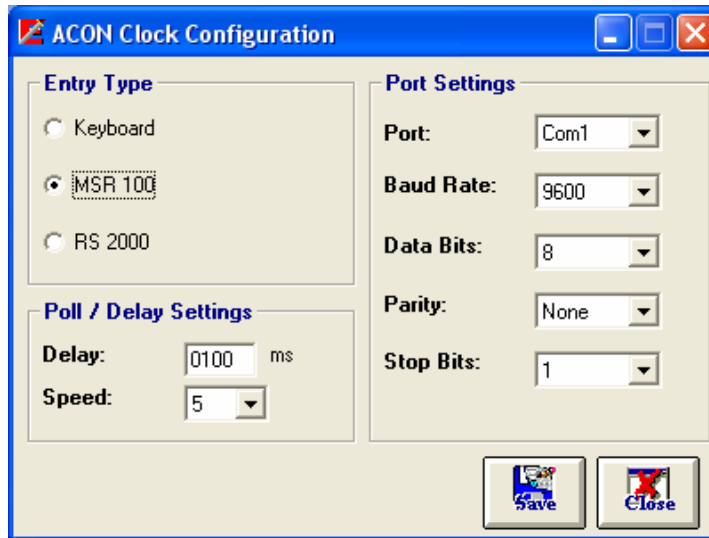 ACON Clock Configuration
Entry Type
Keyboard
MSR 100
RS 2000
Poll / Delay Settings
Delay: 0100 ms
Speed: 5
Port Settings
Port: Com1
Baud Rate: 9600
Data Bits: 8
Parity: None
Stop Bits: 1
Save
Close